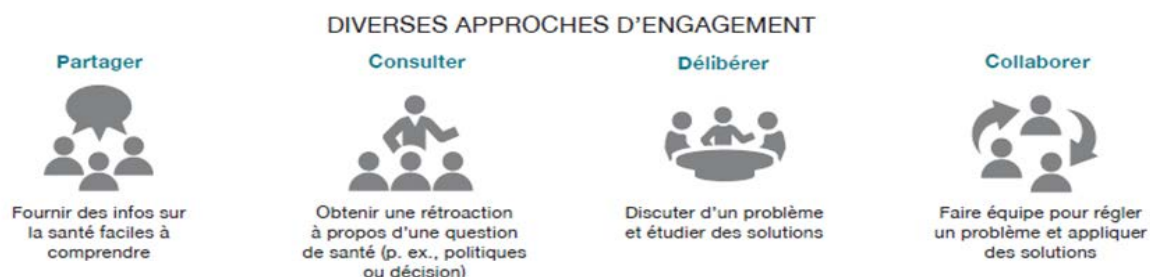 DIVERSES APPROCHES D'ENGAGEMENT
Partager
Fournir des infos sur
la santé faciles à
comprendre
Consulter
Obtenir une rétroaction
à propos d'une question
de santé (p. ex., politiques
ou décision)
Délibérer
Discuter d'un problème
et étudier des solutions
Collaborer
Faire équipe pour régler
un problème et appliquer
des solutions